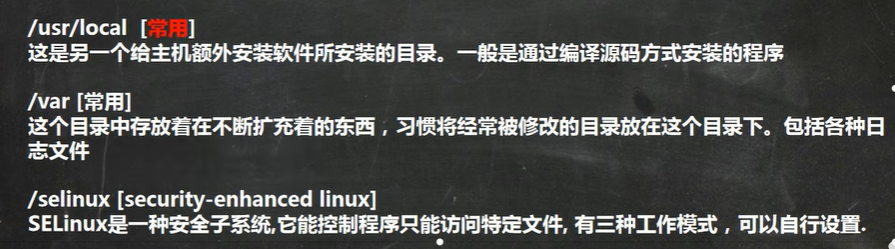 /usr/local [常用]
这是另一个给主机额外安装软件所安装的目录。一般是通过编译源码方式安装的程序
/var [常用]
这个目录中存放着在不断扩充着的东西，习惯将经常被修改的目录放在这个目录下。包括各种日
志文件
/selinux [security-enhanced linux]
SELinux是一种安全子系统,它能控制程序只能访问特定文件, 有三种工作模式，可以自行设置.